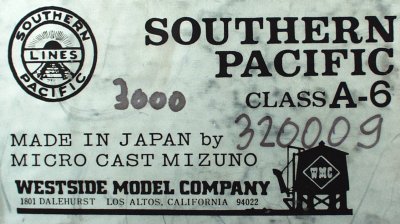 SOUTHERN
LINES
PACIFIC
SOUTHERN
PACIFIC
3000
CLASS A-6
320009
MADE IN JAPAN by
MICRO CAST MIZUNO
WMC
WESTSIDE MODEL COMPANY
1801 DALEHURST LOS ALTOS, CALIFORNIA 94022